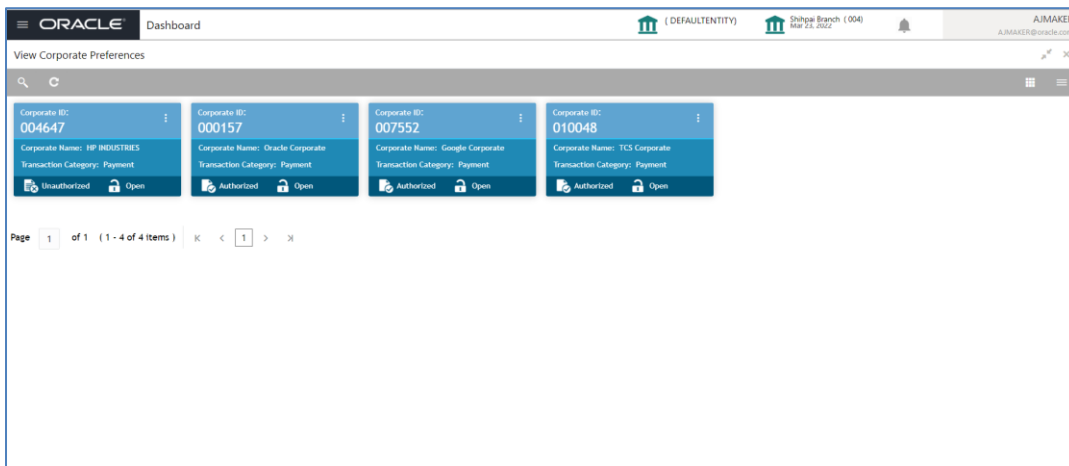 ORACLE Dashboard ( DEFAULTENTITY) Shihpai Branch ( 004) AJMAKER
Mar 23, 2022 AJMAKER@oracle.com
View Corporate Preferences
Corporate ID: Corporate ID: Corporate ID: Corporate ID:
004647 000157 007552 010048
Corporate Name: HP INDUSTRIES Corporate Name: Oracle Corporate Corporate Name: Google Corporate Corporate Name: TCS Corporate
Transaction Category: Payment Transaction Category: Payment Transaction Category: Payment Transaction Category: Payment
Unauthorized Open Authorized Open Authorized Open Authorized Open
Page 1 of 1 ( 1 - 4 of 4 items ) 1